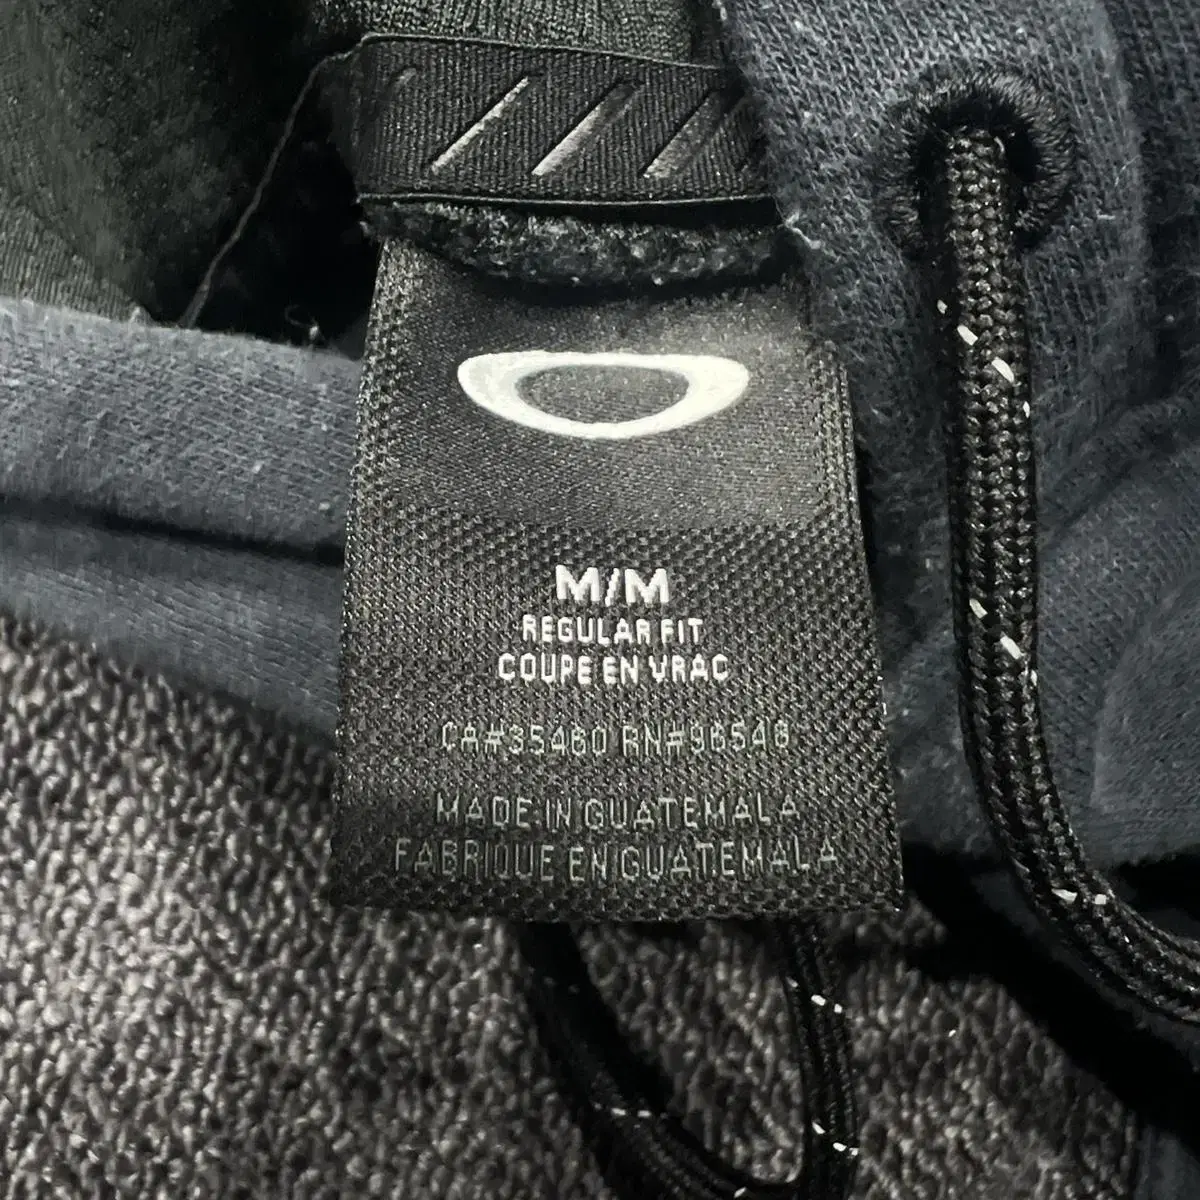 M/M
REGULAR FIT
COUPE EN VRAC
CA#35460 RN#96546
MADE IN GUATEMALA
FABRIQUE EN GUATEMALA